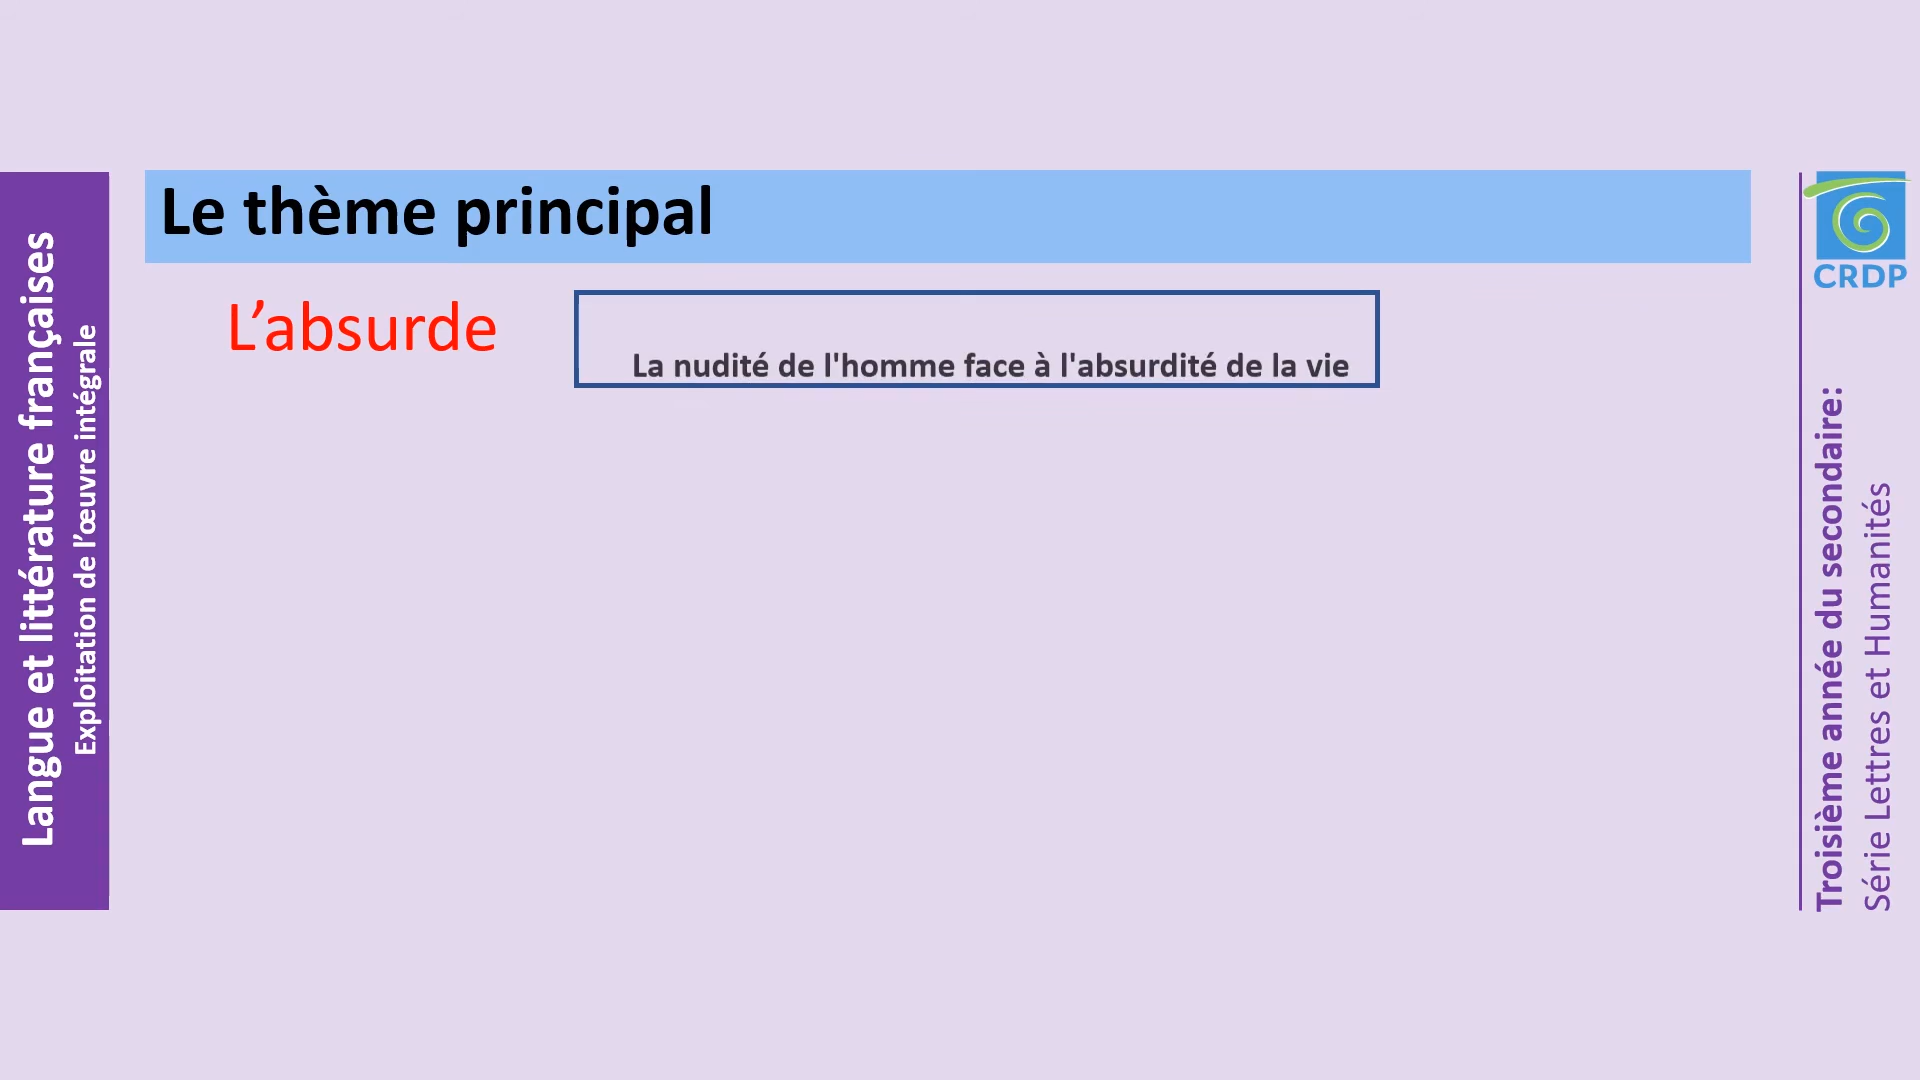 Langue et littérature françaises
Exploitation de l’œuvre intégrale
Le thème principal
L’absurde
La nudité de l'homme face à l'absurdité de la vie
CRDP
Troisième année du secondaire:
Série Lettres et Humanités